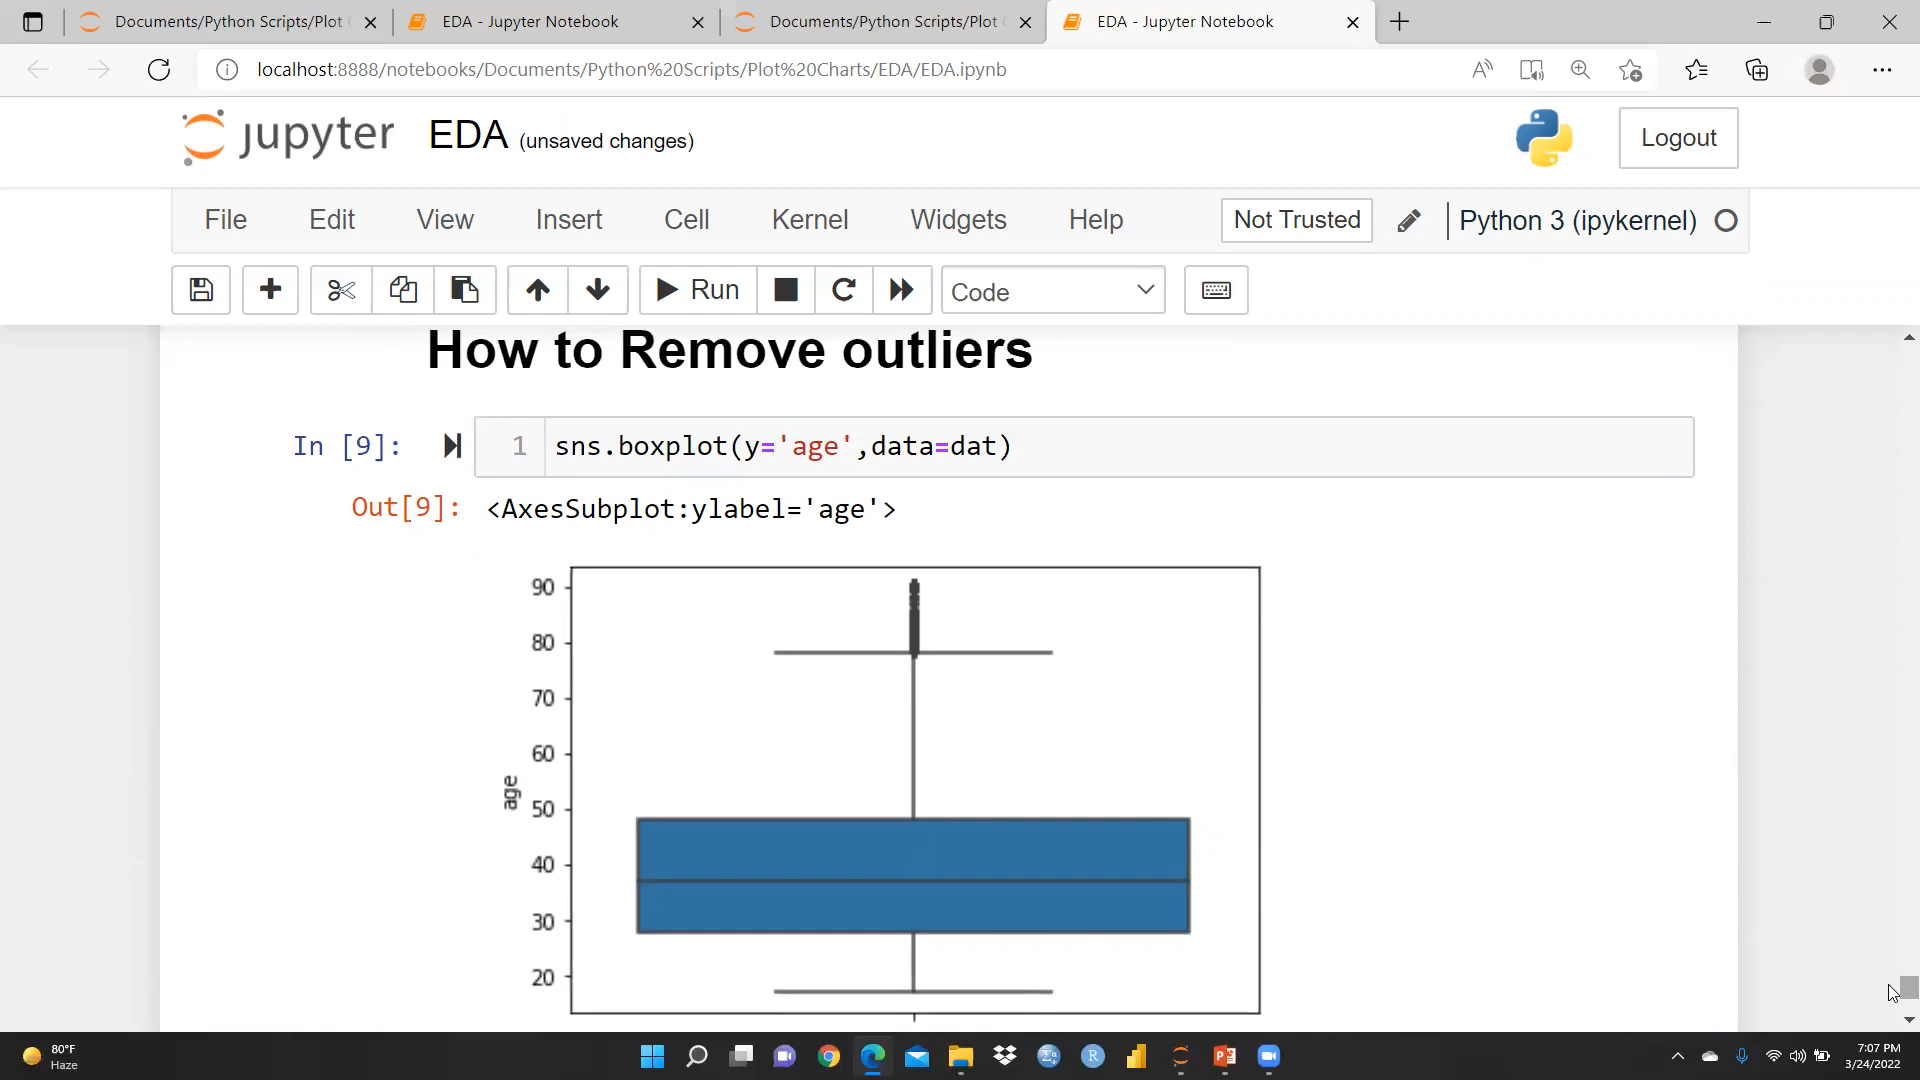 Documents/Python Scripts/Plot
EDA - Jupyter Notebook
Documents/Python Scripts/Plot
EDA - Jupyter Notebook
localhost:8888/notebooks/Documents/Python%20Scripts/Plot%20Charts/EDA/EDA.ipynb
jupyter EDA (unsaved changes)
Logout
File Edit View Insert Cell Kernel Widgets Help Not Trusted Python 3 (ipykernel)
Run Code
How to Remove outliers
In [9]: 1 sns.boxplot(y='age',data=dat)
Out[9]: <AxesSubplot:ylabel='age'>
90
80
70
60
50
40
30
20
age
80°F
Haze
7:07 PM
3/24/2022